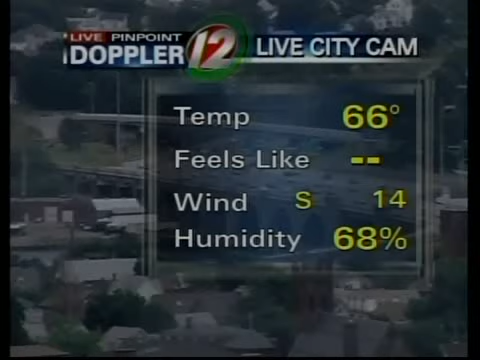 LIVE PINPOINT
DOPPLER 12 LIVE CITY CAM
Temp 66°
Feels Like --
Wind S 14
Humidity 68%